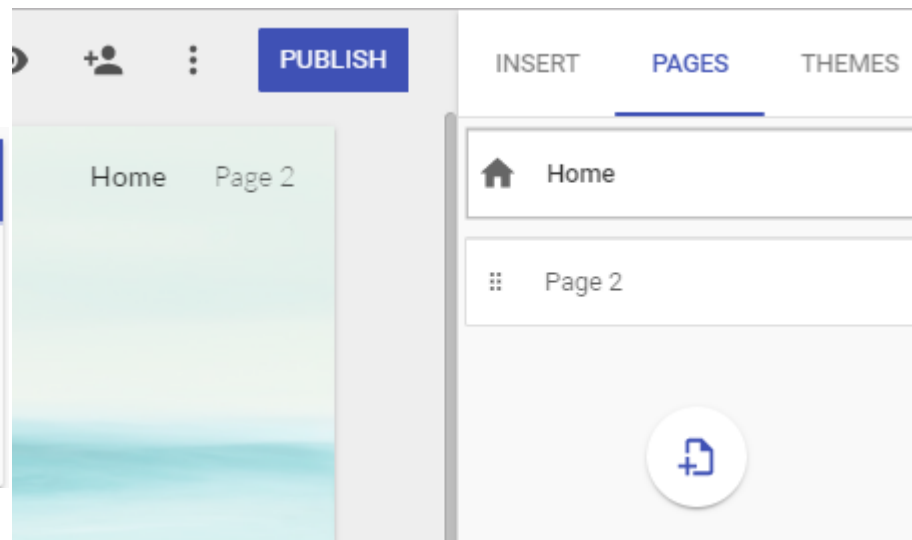 PUBLISH
INSERT PAGES THEMES
Home Page 2
Home
Page 2